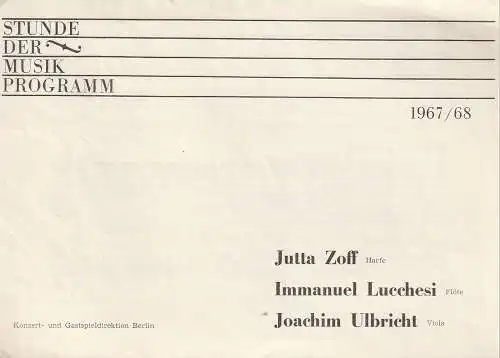 STUNDE
DER
MUSIK
PROGRAMM
1967/68
Jutta Zoff Harfe
Immanuel Lucchesi Flöte
Joachim Ulbricht Viola
Konzert- und Gastspieldirektion Berlin